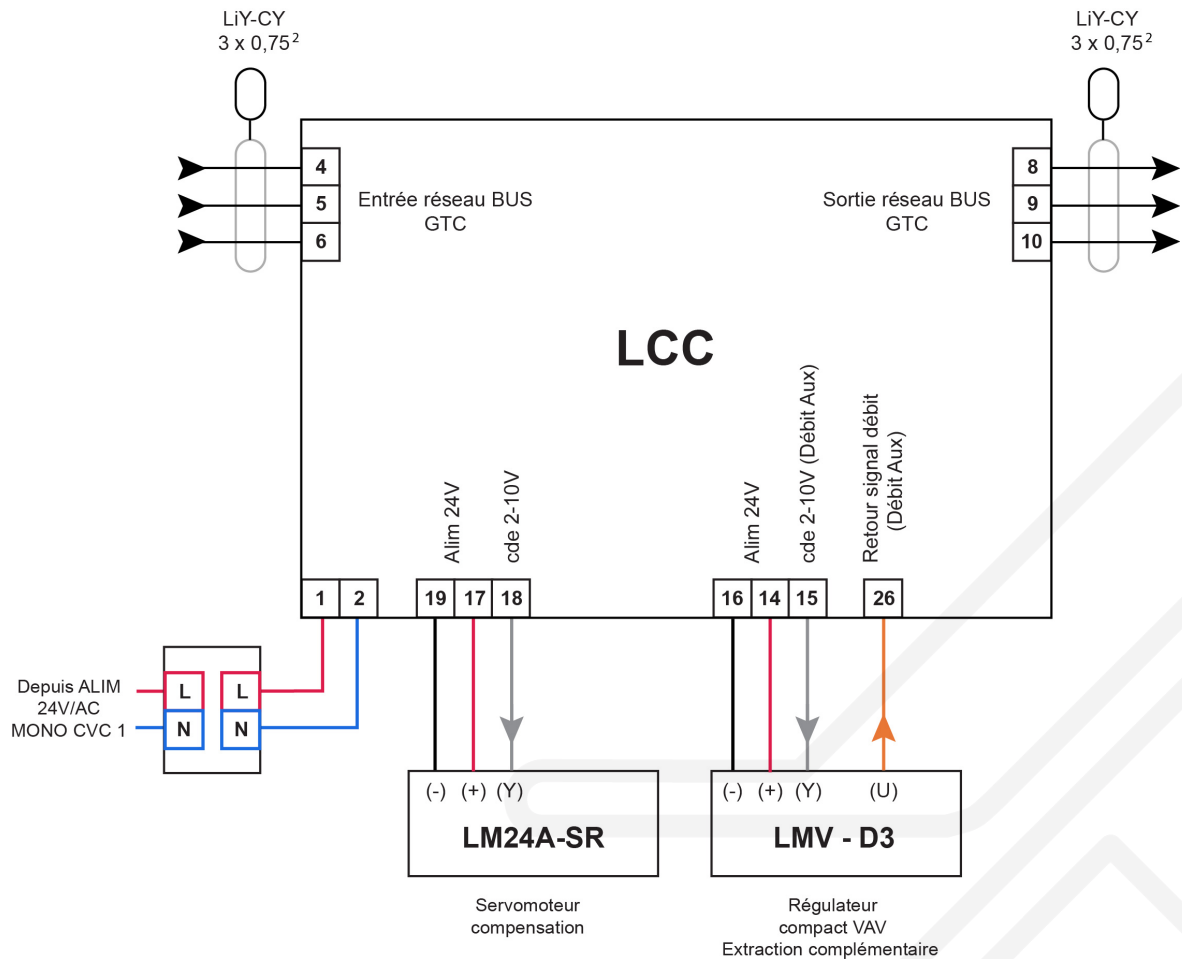 LiY-CY
3 x 0,75²
LiY-CY
3 x 0,75²
4
5
6
Entrée réseau BUS
GTC
Sortie réseau BUS
GTC
8
9
10
LCC
Alim 24V
cde 2-10V
Alim 24V
cde 2-10V (Débit Aux)
Retour signal débit
(Débit Aux)
1
2
19
17
18
16
14
15
26
Depuis ALIM
24V/AC
MONO CVC 1
L
L
N
N
(-)
(+)
(Y)
LM24A-SR
(-)
(+)
(Y)
(U)
LMV - D3
Servomoteur
compensation
Régulateur
compact VAV
Extraction complémentaire